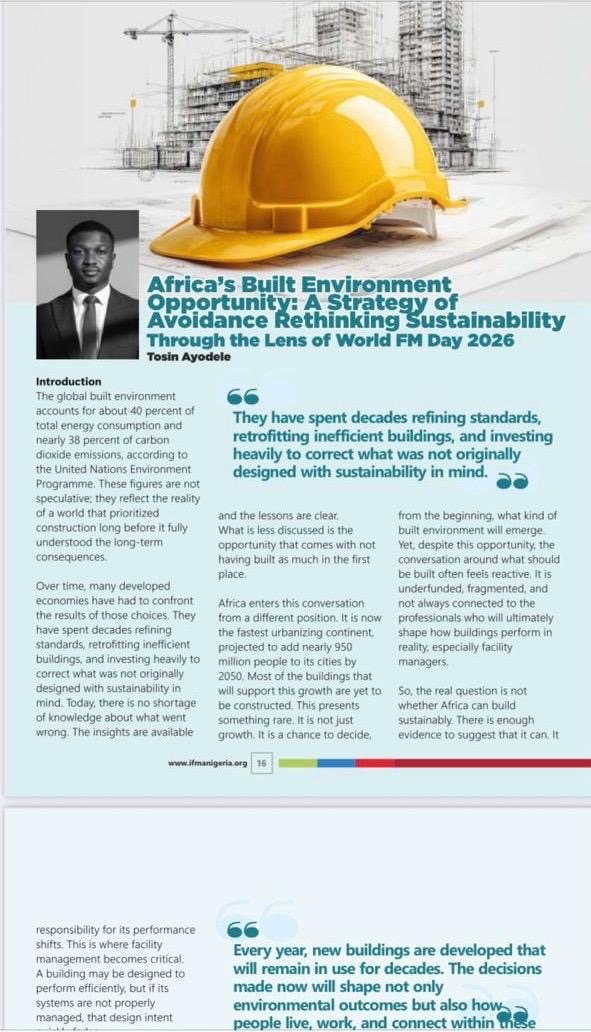 Africa's Built Environment
Opportunity: A Strategy of
Avoidance Rethinking Sustainability
Through the Lens of World FM Day 2026
Tosin Ayodele
Introduction
The global built environment
accounts for about 40 percent of
total energy consumption and
nearly 38 percent of carbon
dioxide emissions, according to
the United Nations Environment
Programme. These figures are not
speculative; they reflect the reality
of a world that prioritized
construction long before it fully
understood the long-term
consequences.
Over time, many developed
economies have had to confront
the results of those choices. They
have spent decades refining
standards, retrofitting inefficient
buildings, and investing heavily to
correct what was not originally
designed with sustainability in
mind. Today, there is no shortage
of knowledge about what went
wrong. The insights are available
“
They have spent decades refining standards,
retrofitting inefficient buildings, and investing
heavily to correct what was not originally
designed with sustainability in mind.
”
and the lessons are clear.
What is less discussed is the
opportunity that comes with not
having built as much in the first
place.
Africa enters this conversation
from a different position. It is now
the fastest urbanizing continent,
projected to add nearly 950
million people to its cities by
2050. Most of the buildings that
will support this growth are yet to
be constructed. This presents
something rare. It is not just
growth. It is a chance to decide,
from the beginning, what kind of
built environment will emerge.
Yet, despite this opportunity, the
conversation around what should
be built often feels reactive. It is
underfunded, fragmented, and
not always connected to the
professionals who will ultimately
shape how buildings perform in
reality, especially facility
managers.
So, the real question is not
whether Africa can build
sustainably. There is enough
evidence to suggest that it can. It
www.ifmanigeria.org 16
responsibility for its performance
shifts. This is where facility
management becomes critical.
A building may be designed to
perform efficiently, but if its
systems are not properly
managed, that design intent
“
Every year, new buildings are developed that
will remain in use for decades. The decisions
made now will shape not only
environmental outcomes but also how
people live, work, and connect within these
”